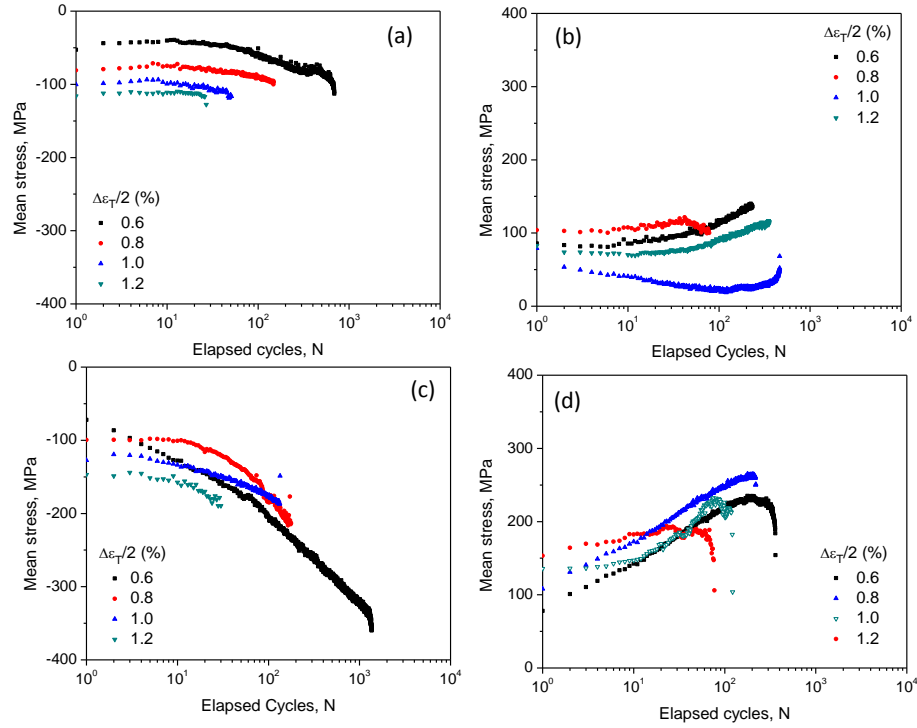 (a)
0
-100
-200
-300
-400
Mean stress, MPa
Δε_T/2 (%)
0.6
0.8
1.0
1.2
10^0 10^1 10^2 10^3 10^4
Elapsed cycles, N
(b)
400
300
200
100
0
Mean stress, MPa
Δε_T/2 (%)
0.6
0.8
1.0
1.2
10^0 10^1 10^2 10^3 10^4
Elapsed Cycles, N
(c)
0
-100
-200
-300
-400
Mean stress, MPa
Δε_T/2 (%)
0.6
0.8
1.0
1.2
10^0 10^1 10^2 10^3 10^4
Elapsed Cycles, N
(d)
400
300
200
100
0
Mean stress, MPa
Δε_T/2 (%)
0.6
0.8
1.0
1.2
10^0 10^1 10^2 10^3 10^4
Elapsed cycles, N